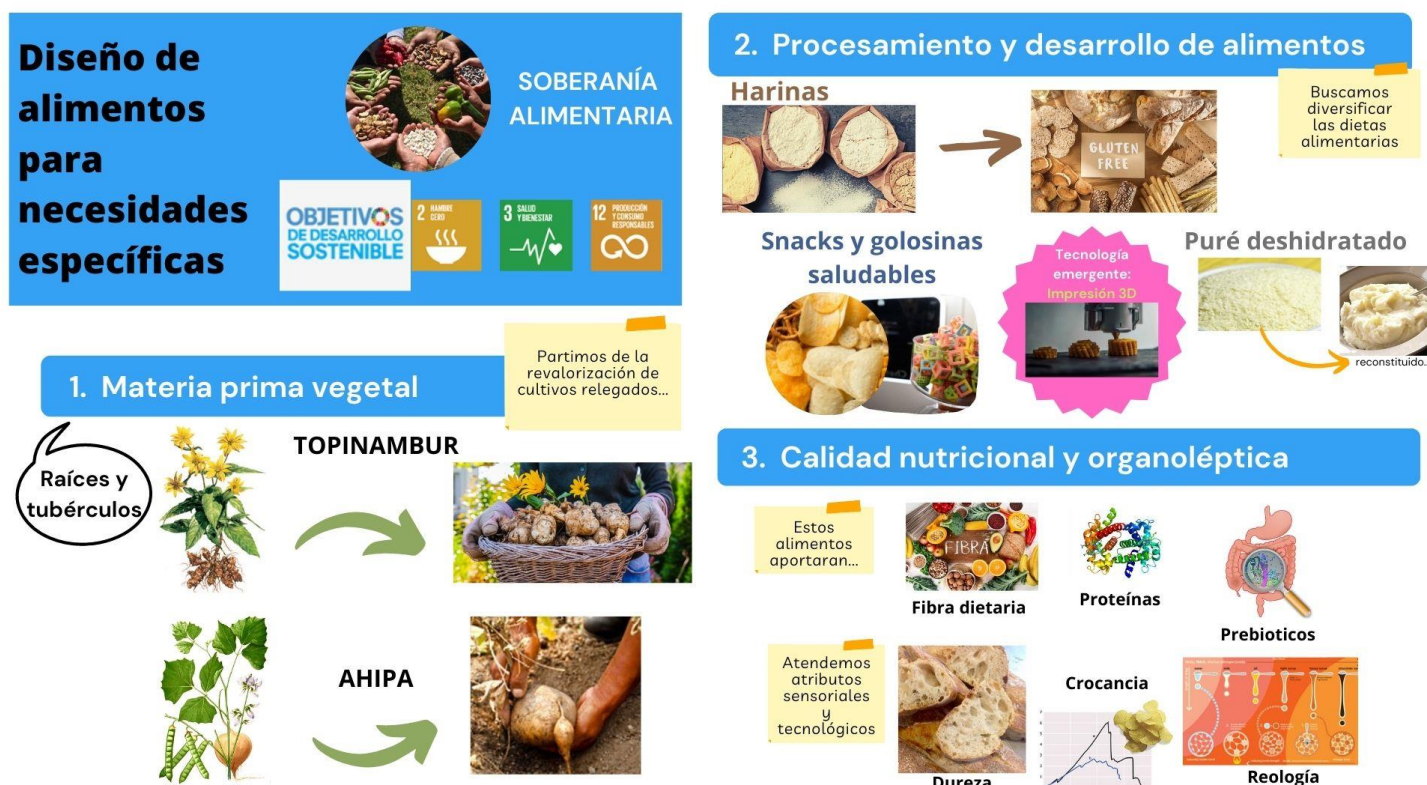 Diseño de
alimentos
para
necesidades
específicas
SOBERANÍA
ALIMENTARIA
OBJETIVOS
DE DESARROLLO
SOSTENIBLE
2 HAMBRE
CERO
3 SALUD
Y BIENESTAR
12 PRODUCCIÓN
Y CONSUMO
RESPONSABLES
1. Materia prima vegetal
Partimos de la
revalorización de
cultivos relegados...
Raíces y
tubérculos
TOPINAMBUR
AHIPA
2. Procesamiento y desarrollo de alimentos
Harinas
GLUTEN
FREE
Buscamos
diversificar
las dietas
alimentarias
Snacks y golosinas
saludables
Tecnología
emergente:
Impresión 3D
Puré deshidratado
reconstituido..
3. Calidad nutricional y organoléptica
Estos
alimentos
aportaran...
FIBRA
Fibra dietaria
Proteínas
Prebioticos
Atendemos
atributos
sensoriales
y
tecnológicos
Dureza
Crocancia
Reología